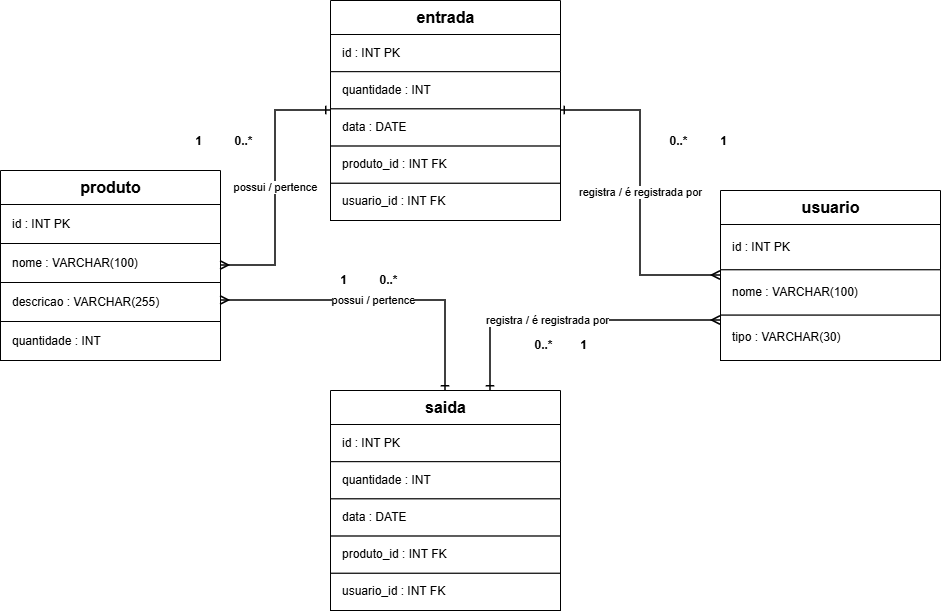 entrada
id : INT PK
quantidade : INT
data : DATE
produto_id : INT FK
usuario_id : INT FK
1 0..*
possui / pertence
0..* 1
registra / é registrada por
produto
id : INT PK
nome : VARCHAR(100)
descricao : VARCHAR(255)
quantidade : INT
usuario
id : INT PK
nome : VARCHAR(100)
tipo : VARCHAR(30)
1 0..*
possui / pertence
registra / é registrada por
0..* 1
saida
id : INT PK
quantidade : INT
data : DATE
produto_id : INT FK
usuario_id : INT FK